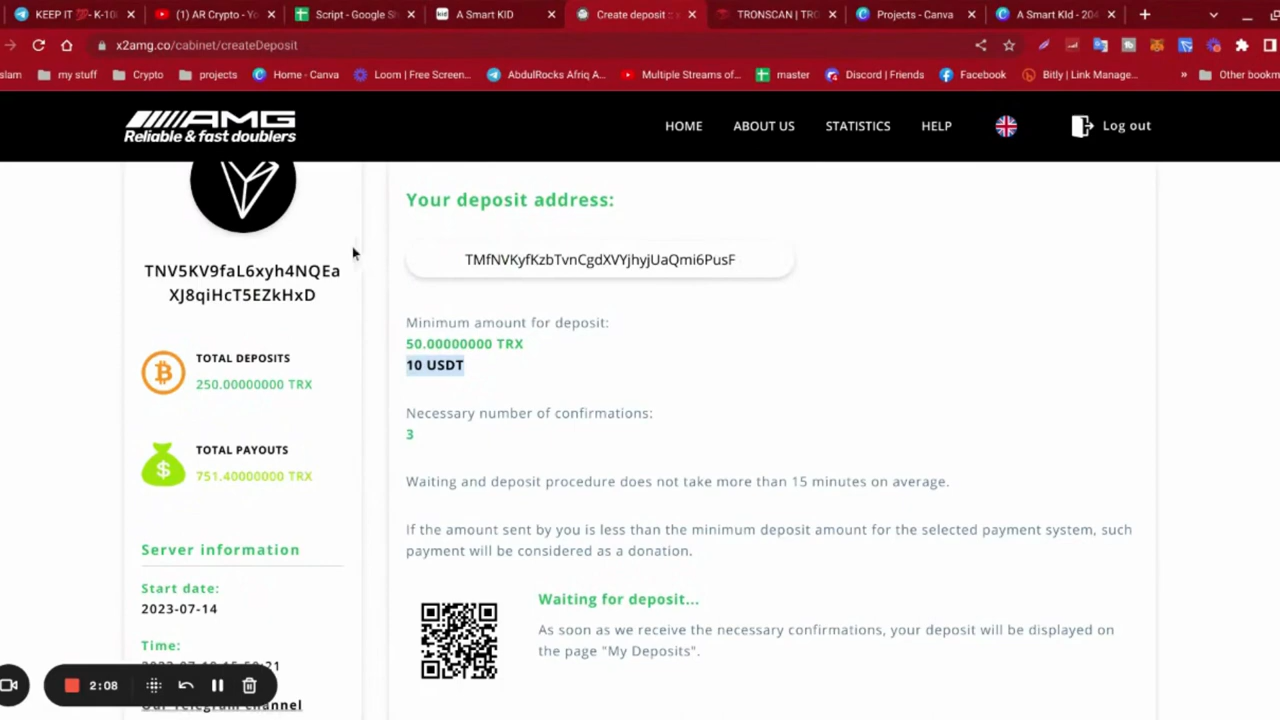 KEEP IT 💯- K-10
(1) AR Crypto - Yo
Script - Google Sh
kid
A Smart KID
Create deposit :: x
TRONSCAN | TRO
Projects - Canva
A Smart KId - 204
x2amg.co/cabinet/createDeposit
slam
my stuff
Crypto
projects
Home - Canva
Loom | Free Screen...
AbdulRocks Afriq A...
Multiple Streams of...
master
Discord | Friends
Facebook
Bitly | Link Manage...
»
Other bookm
AMG
Reliable & fast doublers
HOME
ABOUT US
STATISTICS
HELP
Log out
TNV5KV9faL6xyh4NQEa
XJ8qiHcT5EZkHxD
TOTAL DEPOSITS
250.00000000 TRX
TOTAL PAYOUTS
751.40000000 TRX
Server information
Start date:
2023-07-14
Time:
Our Telegram channel
Your deposit address:
TMfNVKyfKzbTvnCgdXVYjhyjUaQmi6PusF
Minimum amount for deposit:
50.00000000 TRX
10 USDT
Necessary number of confirmations:
3
Waiting and deposit procedure does not take more than 15 minutes on average.
If the amount sent by you is less than the minimum deposit amount for the selected payment system, such
payment will be considered as a donation.
Waiting for deposit...
As soon as we receive the necessary confirmations, your deposit will be displayed on
the page "My Deposits".
2:08